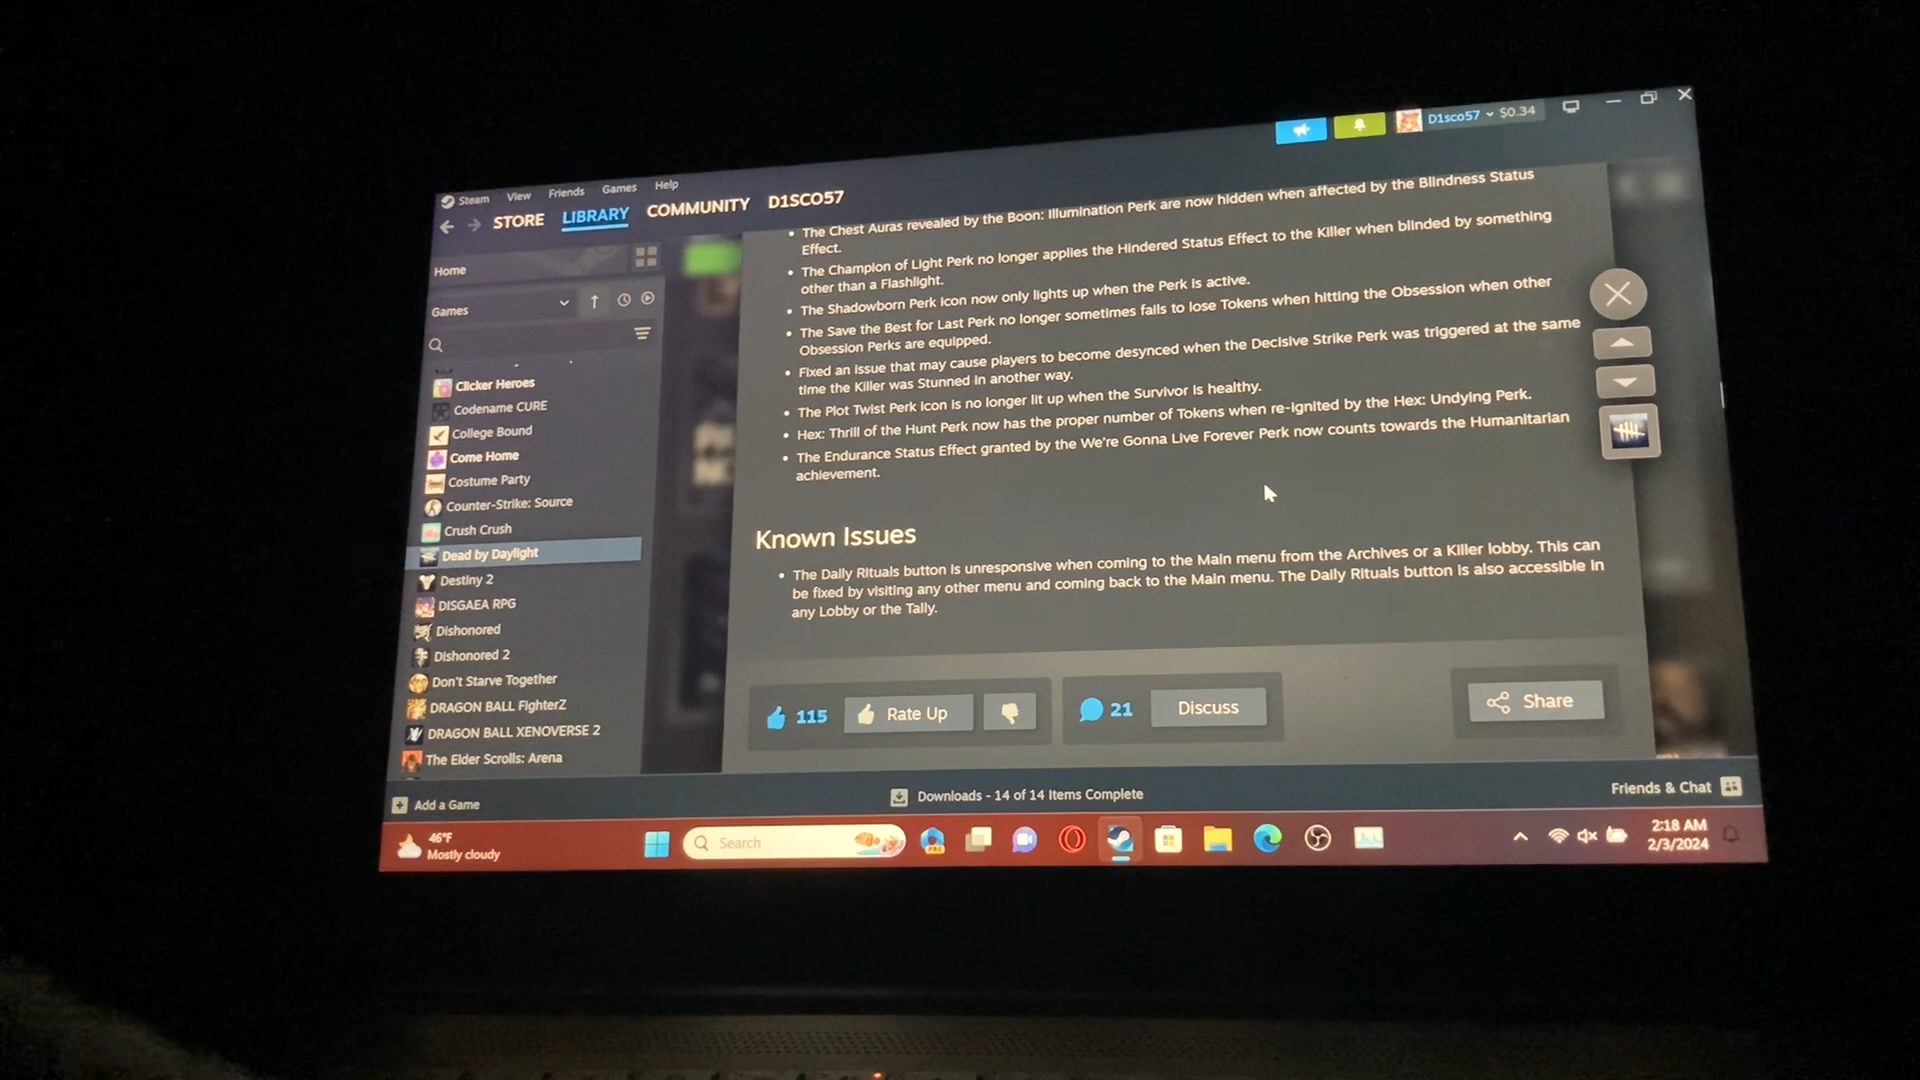 D1sco57 $0.34
Steam View Friends Games Help
STORE LIBRARY COMMUNITY D1SCO57
Home
Games
Clicker Heroes
Codename CURE
College Bound
Come Home
Costume Party
Counter-Strike: Source
Crush Crush
Dead by Daylight
Destiny 2
DISGAEA RPG
Dishonored
Dishonored 2
Don't Starve Together
DRAGON BALL FighterZ
DRAGON BALL XENOVERSE 2
The Elder Scrolls: Arena
Add a Game
• The Chest Auras revealed by the Boon: Illumination Perk are now hidden when affected by the Blindness Status
Effect.
• The Champion of Light Perk no longer applies the Hindered Status Effect to the Killer when blinded by something
other than a Flashlight.
• The Shadowborn Perk icon now only lights up when the Perk is active.
• The Save the Best for Last Perk no longer sometimes fails to lose Tokens when hitting the Obsession when other
Obsession Perks are equipped.
• Fixed an issue that may cause players to become desynced when the Decisive Strike Perk was triggered at the same
time the Killer was Stunned in another way.
• The Plot Twist Perk icon is no longer lit up when the Survivor is healthy.
• Hex: Thrill of the Hunt Perk now has the proper number of Tokens when re-ignited by the Hex: Undying Perk.
• The Endurance Status Effect granted by the We're Gonna Live Forever Perk now counts towards the Humanitarian
achievement.
Known Issues
• The Daily Rituals button is unresponsive when coming to the Main menu from the Archives or a Killer lobby. This can
be fixed by visiting any other menu and coming back to the Main menu. The Daily Rituals button is also accessible in
any Lobby or the Tally.
115 Rate Up 21 Discuss Share
Downloads - 14 of 14 Items Complete
Friends & Chat
46°F
Mostly cloudy
Search
2:18 AM
2/3/2024